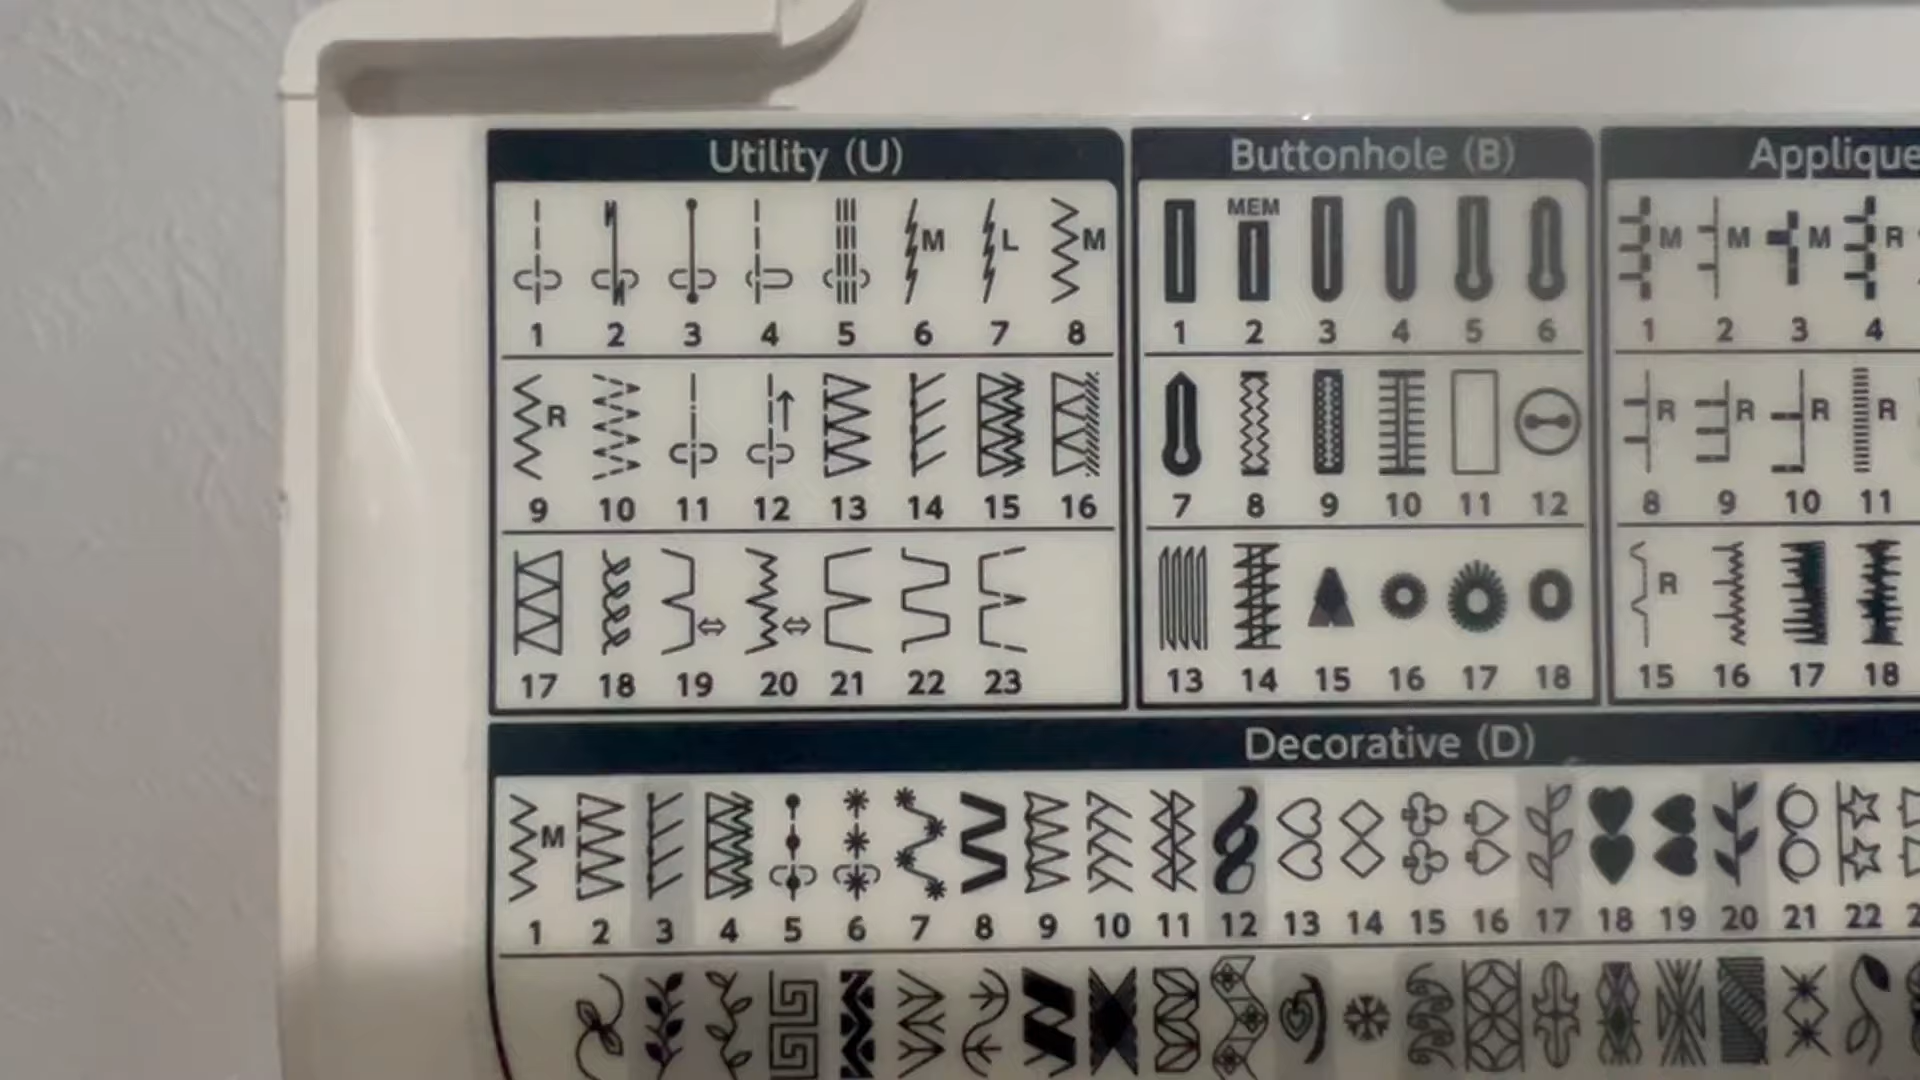 Utility (U)
M L M
1 2 3 4 5 6 7 8
R
9 10 11 12 13 14 15 16
17 18 19 20 21 22 23
Buttonhole (B)
MEM
1 2 3 4 5 6
7 8 9 10 11 12
13 14 15 16 17 18
Applique
M M M R
1 2 3 4
R R R R
8 9 10 11
R
15 16 17 18
Decorative (D)
M
1 2 3 4 5 6 7 8 9 10 11 12 13 14 15 16 17 18 19 20 21 22